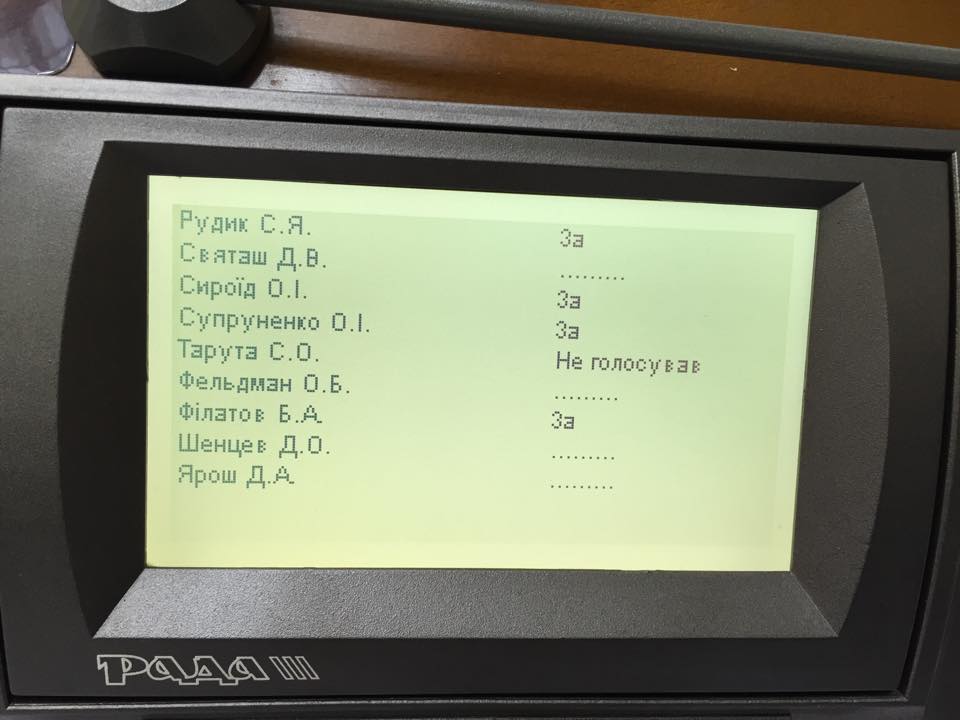 Рудик С.Я. За
Святаш Д.В. .........
Сироїд О.І. За
Супруненко О.І. За
Тарута С.О. Не голосував
Фельдман О.Б. .........
Філатов Б.А. За
Шенцев Д.О. .........
Ярош Д.А. .........
РАДА III